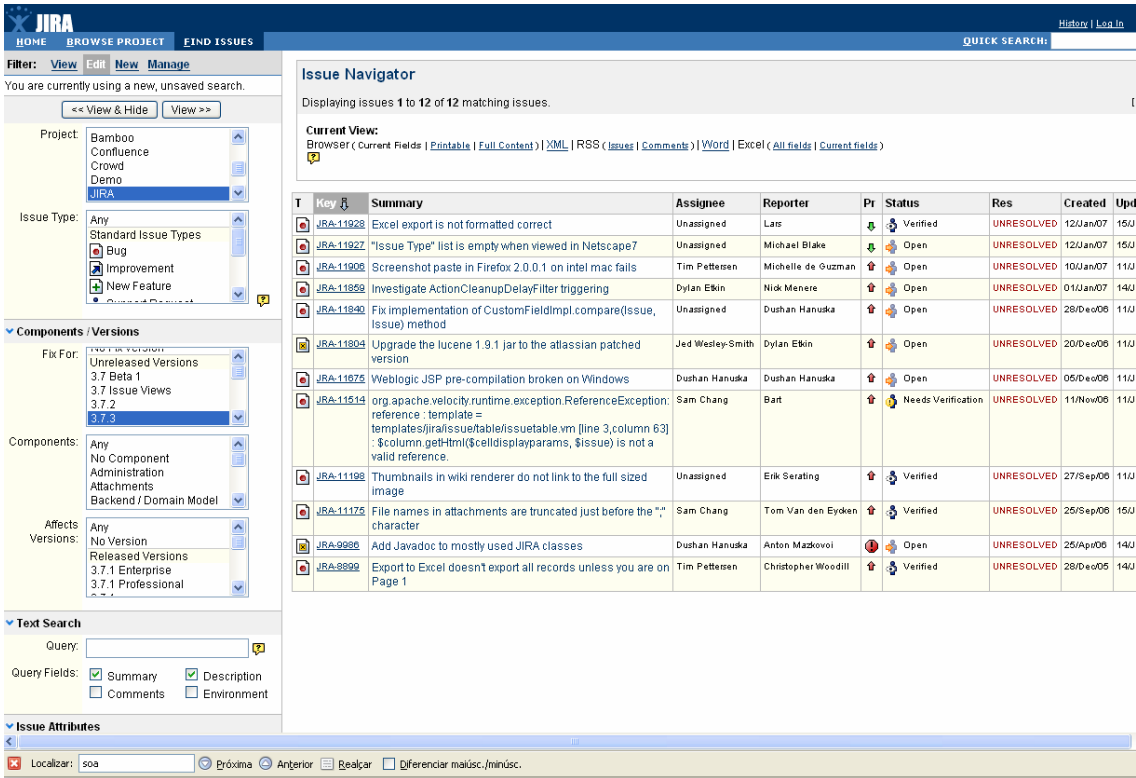 JIRA
History | Log In
HOME BROWSE PROJECT FIND ISSUES QUICK SEARCH:
Filter: View Edit New Manage
You are currently using a new, unsaved search.
<< View & Hide View >>
Project:
Bamboo
Confluence
Crowd
Demo
JIRA
Issue Type:
Any
Standard Issue Types
Bug
Improvement
New Feature
Support Request
Components / Versions
Fix For:
No Fix Version
Unreleased Versions
3.7 Beta 1
3.7 Issue Views
3.7.2
3.7.3
Components:
Any
No Component
Administration
Attachments
Backend / Domain Model
Affects
Versions:
Any
No Version
Released Versions
3.7.1 Enterprise
3.7.1 Professional
Text Search
Query:
Query Fields:
Summary Description
Comments Environment
Issue Attributes
Issue Navigator
Displaying issues 1 to 12 of 12 matching issues.
Current View:
Browser ( Current Fields | Printable | Full Content ) | XML | RSS ( Issues | Comments ) | Word | Excel ( All fields | Current fields )
T Key Summary Assignee Reporter Pr Status Res Created Upd
JRA-11928 Excel export is not formatted correct Unassigned Lars Verified UNRESOLVED 12/Jan/07 15/J
JRA-11927 "Issue Type" list is empty when viewed in Netscape7 Unassigned Michael Blake Open UNRESOLVED 12/Jan/07 15/J
JRA-11906 Screenshot paste in Firefox 2.0.0.1 on intel mac fails Tim Pettersen Michelle de Guzman Open UNRESOLVED 10/Jan/07 11/J
JRA-11859 Investigate ActionCleanupDelayFilter triggering Dylan Etkin Nick Menere Open UNRESOLVED 01/Jan/07 14/J
JRA-11840 Fix implementation of CustomFieldImpl.compare(Issue, Unassigned Dushan Hanuska Open UNRESOLVED 28/Dec/06 11/J
Issue) method
JRA-11804 Upgrade the lucene 1.9.1 jar to the atlassian patched Jed Wesley-Smith Dylan Etkin Open UNRESOLVED 20/Dec/06 11/J
version
JRA-11675 Weblogic JSP pre-compilation broken on Windows Dushan Hanuska Dushan Hanuska Open UNRESOLVED 05/Dec/06 11/J
JRA-11514 org.apache.velocity.runtime.exception.ReferenceException: Sam Chang Bart Needs Verification UNRESOLVED 11/Nov/06 11/J
reference : template =
templates/jira/issue/table/issuetable.vm [line 3,column 63]
: $column.getHtml($celldisplayparams, $issue) is not a
valid reference.
JRA-11198 Thumbnails in wiki renderer do not link to the full sized Unassigned Erik Serating Verified UNRESOLVED 27/Sep/06 11/J
image
JRA-11175 File names in attachments are truncated just before the ";" Sam Chang Tom Van den Eynken Verified UNRESOLVED 25/Sep/06 15/J
character
JRA-9986 Add Javadoc to mostly used JIRA classes Dushan Hanuska Anton Mazkovoi Open UNRESOLVED 25/Apr/06 14/J
JRA-8899 Export to Excel doesn't export all records unless you are on Tim Pettersen Christopher Woodill Verified UNRESOLVED 28/Dec/05 14/J
Page 1
Localizar: soa Próxima Anterior Realçar Diferenciar maiúsc./minúsc.